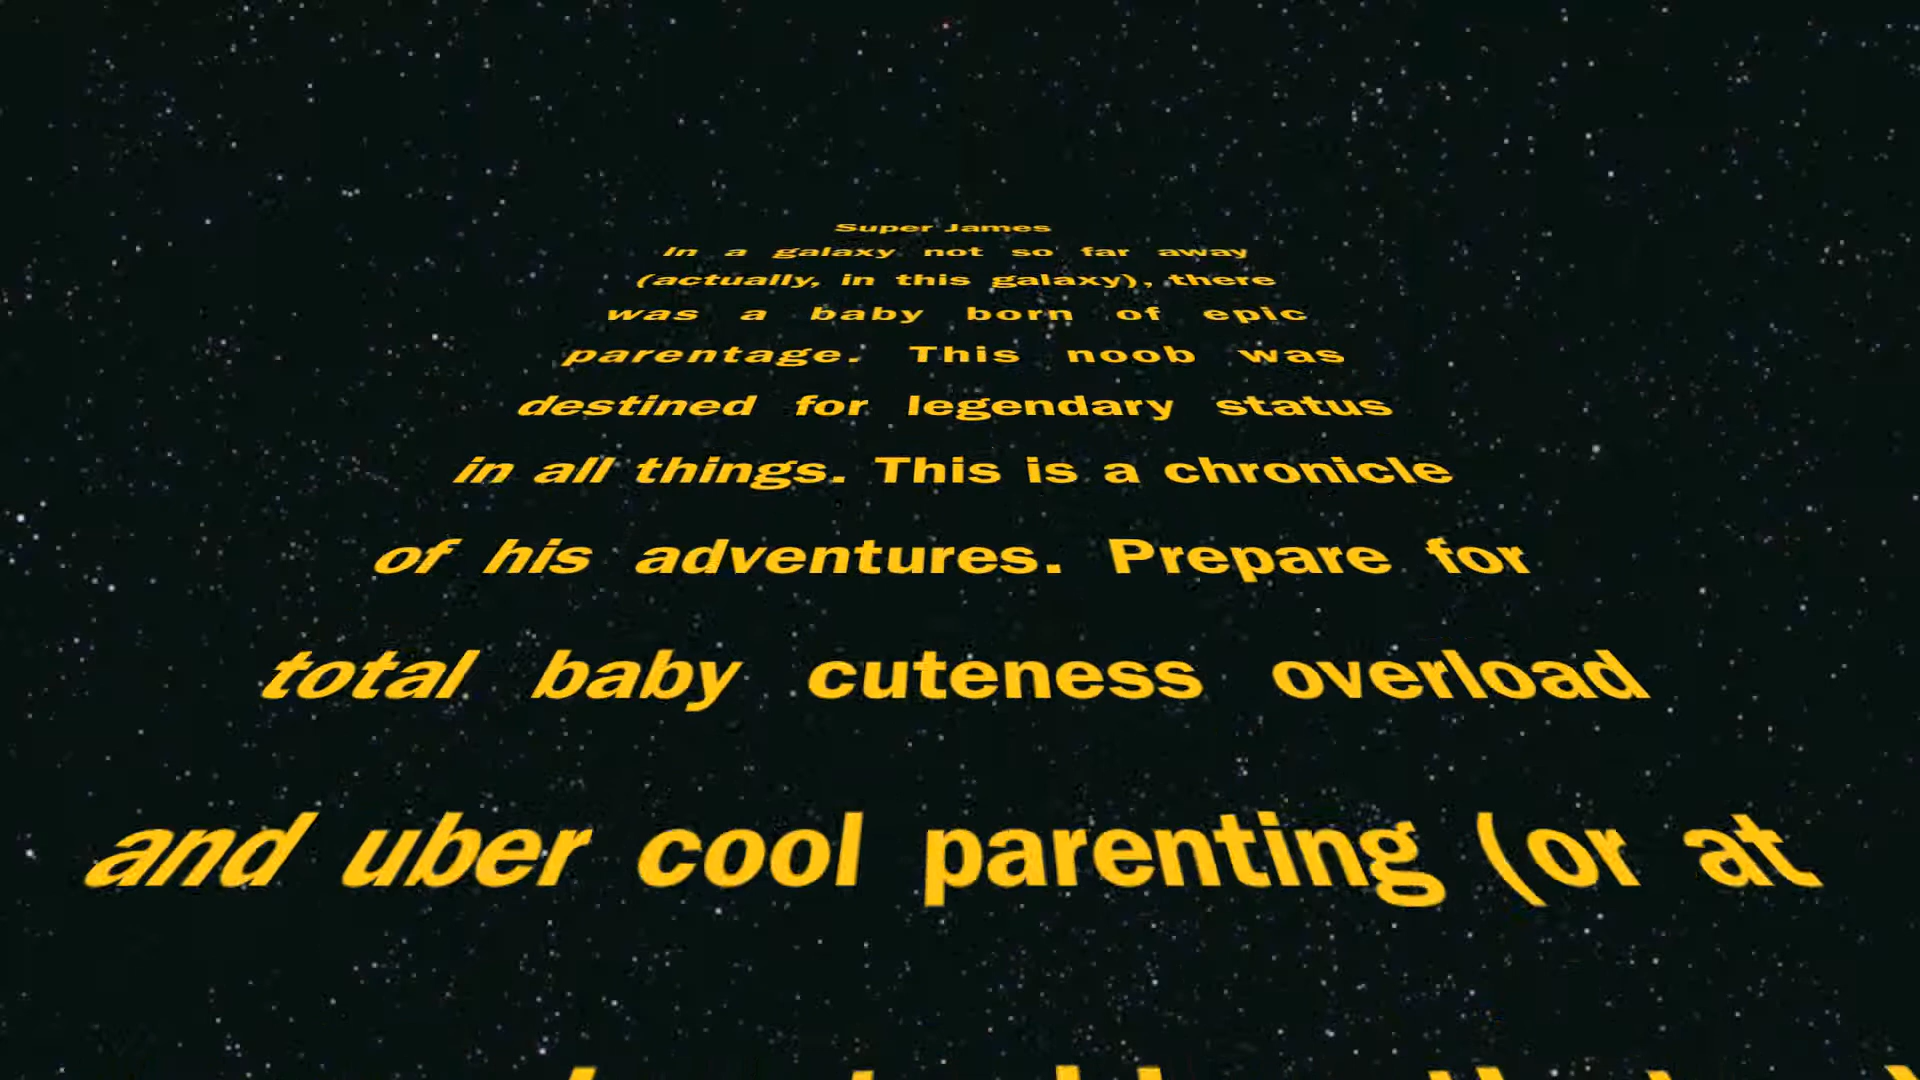 Super James
In a galaxy not so far away
(actually, in this galaxy), there
was a baby born of epic
parentage. This noob was
destined for legendary status
in all things. This is a chronicle
of his adventures. Prepare for
total baby cuteness overload
and uber cool parenting (or at